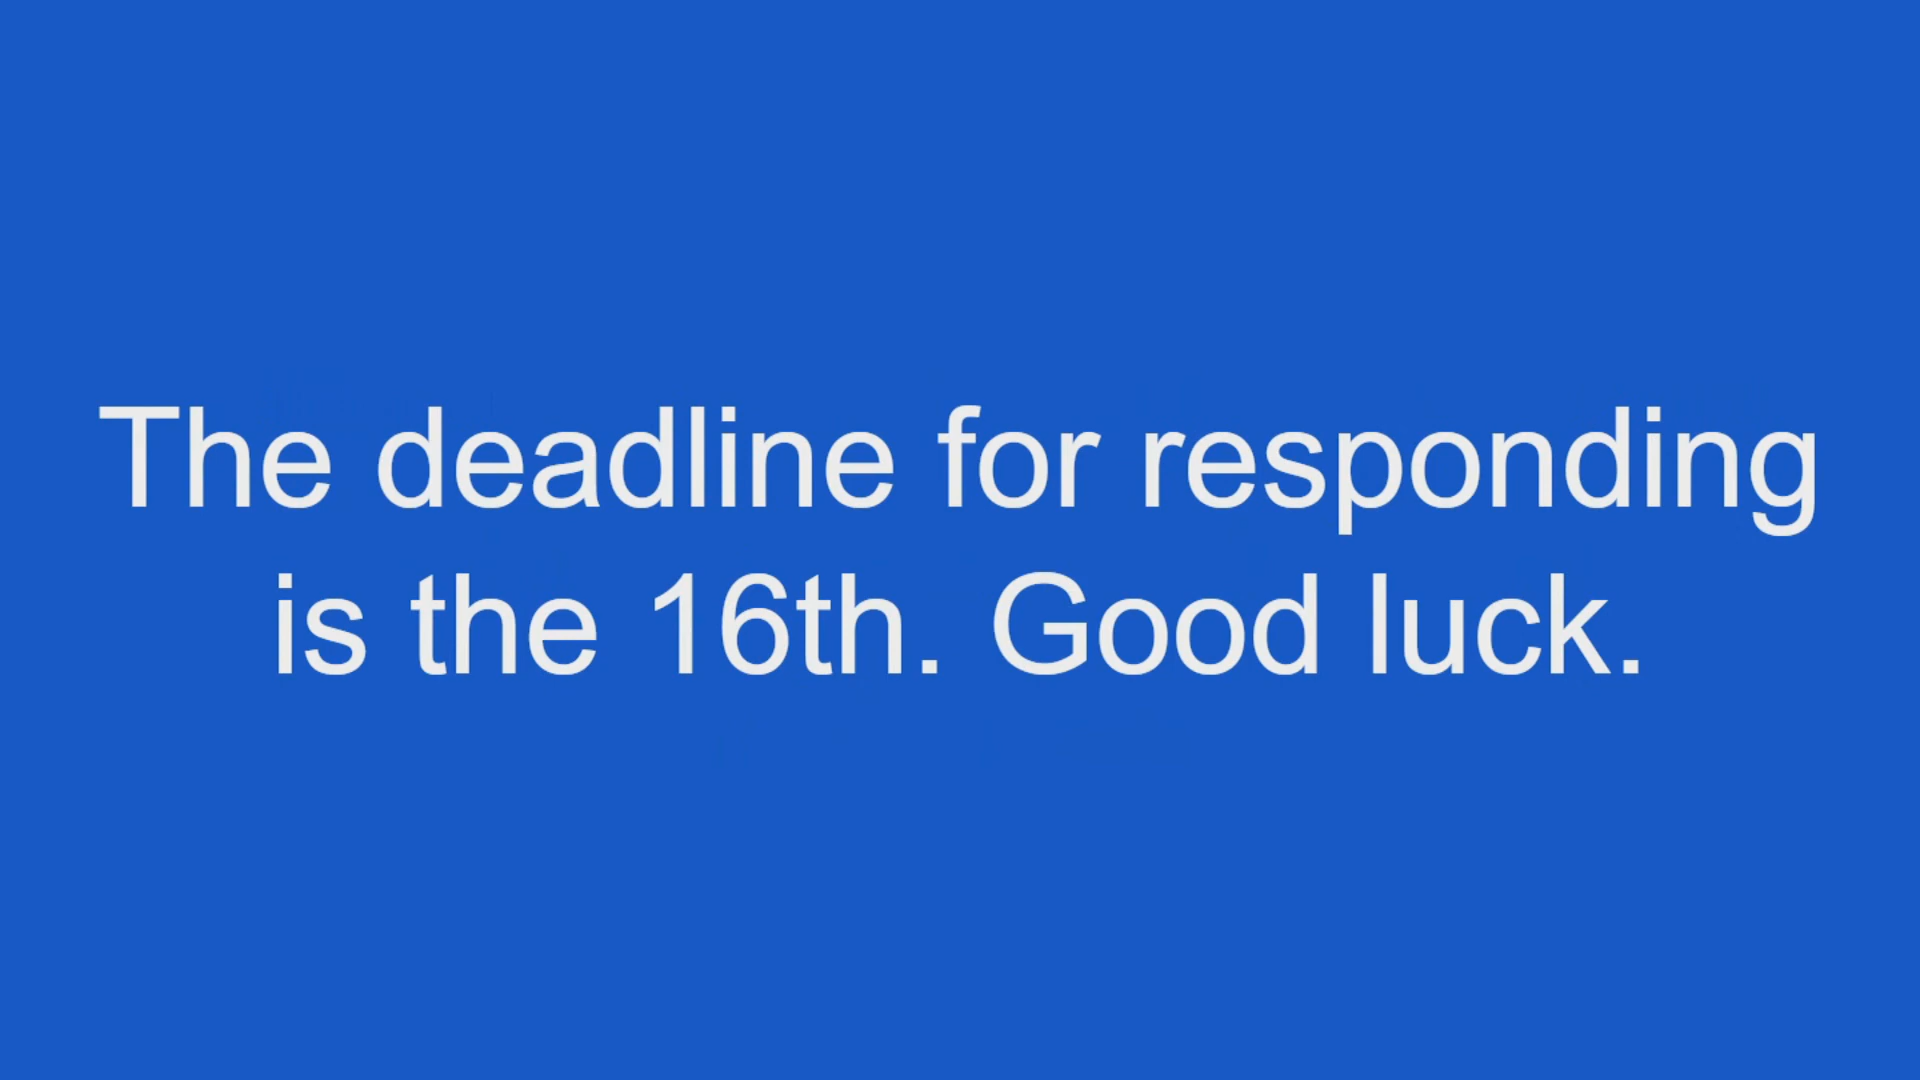 The deadline for responding
is the 16th. Good luck.